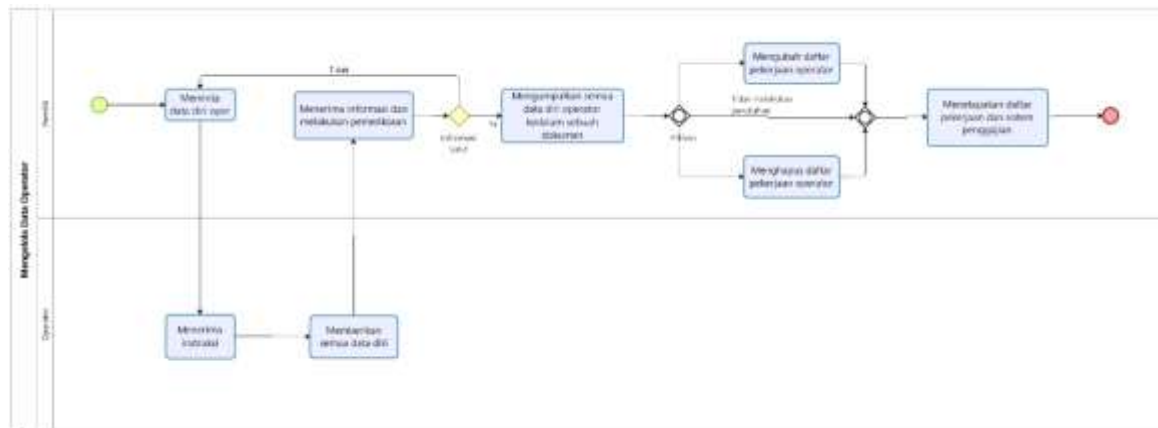 Mengelola Data Operator
Pemilik
Operator
Meminta
data diri oper
Tidak
Menerima informasi dan
melakukan pemeriksaan
Informasi
Valid?
Ya
Mengumpulkan semua
data diri operator
kedalam sebuah
dokumen
Pilihan
Mengubah daftar
pekerjaan operator
Tidak melakukan
perubahan
Menghapus daftar
pekerjaan operator
Menetapkan daftar
pekerjaan dan sistem
penggajian
Menerima
instruksi
Memberikan
semua data diri